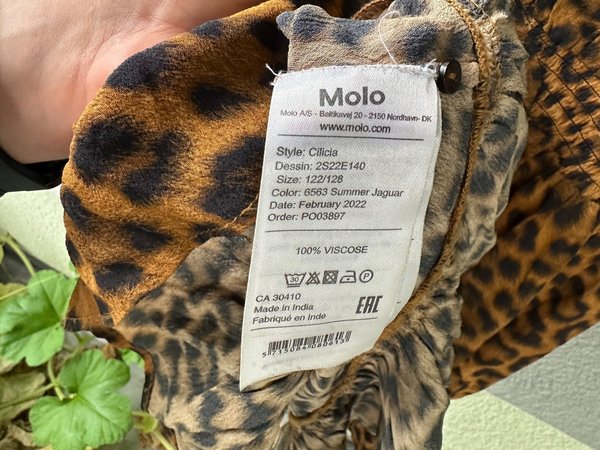 Molo
Molo A/S - Baltikavej 20 - 2150 Nordhavn- DK
www.molo.com
Style: Cilicia
Dessin: 2S22E140
Size: 122/128
Color: 6563 Summer Jaguar
Date: February 2022
Order: PO03897
100% VISCOSE
30
CA 30410
Made in India
Fabriqué en Inde
EAC